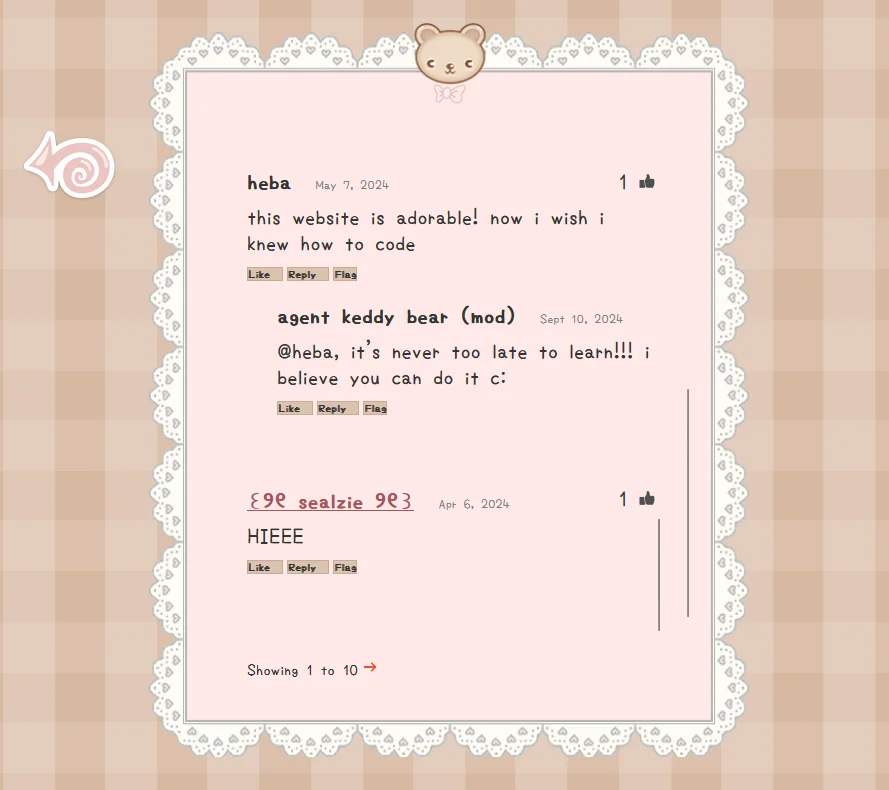 heba May 7, 2024 1
this website is adorable! now i wish i
knew how to code
Like Reply Flag
agent keddy bear (mod) Sept 10, 2024
@heba, it's never too late to learn!!! i
believe you can do it c:
Like Reply Flag
꒰୨୧ sealzie ୨୧꒱ Apr 6, 2024 1
HIEEE
Like Reply Flag
Showing 1 to 10 →